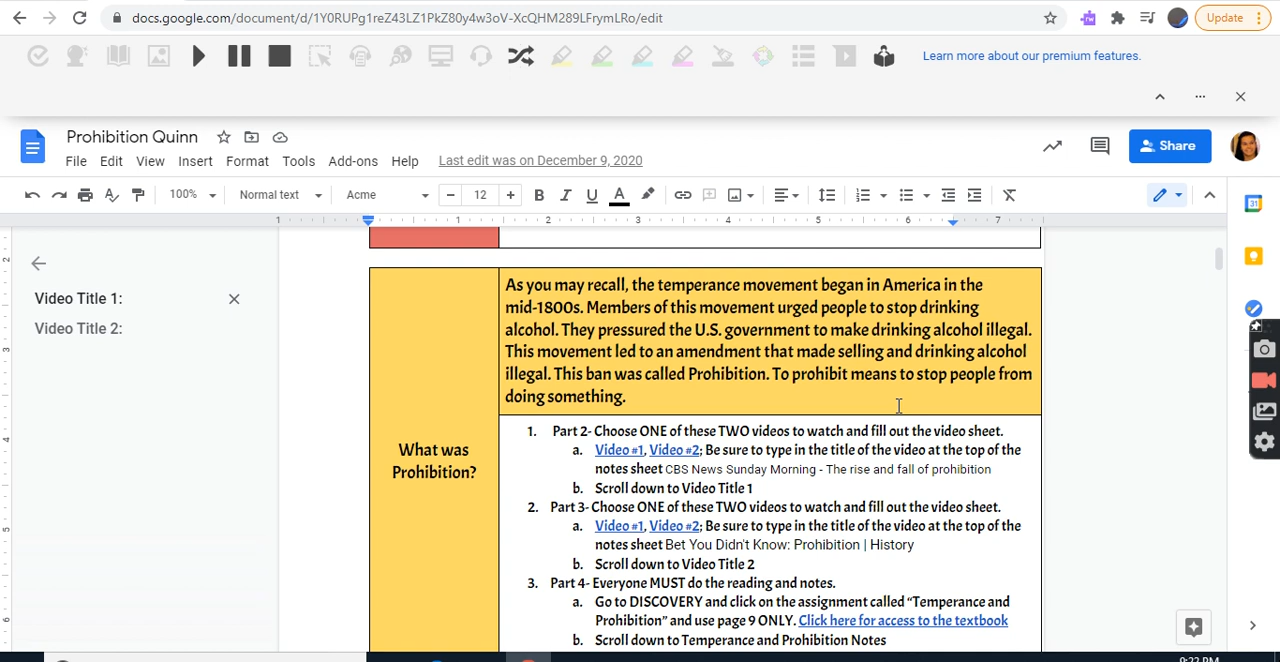 docs.google.com/document/d/1Y0RUPg1reZ43LZ1PkZ80y4w3oV-XcQHM289LFrymLRo/edit
Update
Learn more about our premium features.
Prohibition Quinn
File Edit View Insert Format Tools Add-ons Help Last edit was on December 9, 2020
Share
100% Normal text Acme 12 B I U A
1 1 2 3 4 5 6 7
Video Title 1:
Video Title 2:
As you may recall, the temperance movement began in America in the
mid-1800s. Members of this movement urged people to stop drinking
alcohol. They pressured the U.S. government to make drinking alcohol illegal.
This movement led to an amendment that made selling and drinking alcohol
illegal. This ban was called Prohibition. To prohibit means to stop people from
doing something.
What was
Prohibition?
1. Part 2- Choose ONE of these TWO videos to watch and fill out the video sheet.
a. Video #1, Video #2; Be sure to type in the title of the video at the top of the
notes sheet CBS News Sunday Morning - The rise and fall of prohibition
b. Scroll down to Video Title 1
2. Part 3- Choose ONE of these TWO videos to watch and fill out the video sheet.
a. Video #1, Video #2; Be sure to type in the title of the video at the top of the
notes sheet Bet You Didn't Know: Prohibition | History
b. Scroll down to Video Title 2
3. Part 4- Everyone MUST do the reading and notes.
a. Go to DISCOVERY and click on the assignment called “Temperance and
Prohibition” and use page 9 ONLY. Click here for access to the textbook
b. Scroll down to Temperance and Prohibition Notes